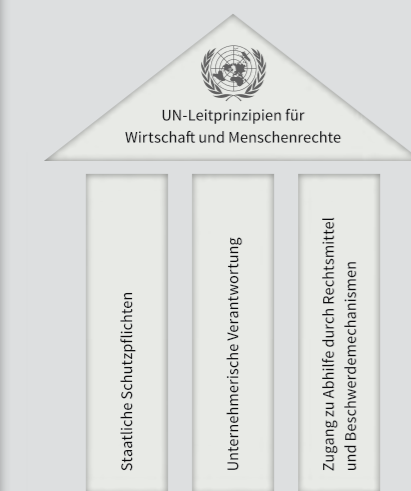 UN-Leitprinzipien für
Wirtschaft und Menschenrechte
Staatliche Schutzpflichten
Unternehmerische Verantwortung
Zugang zu Abhilfe durch Rechtsmittel
und Beschwerdemechanismen